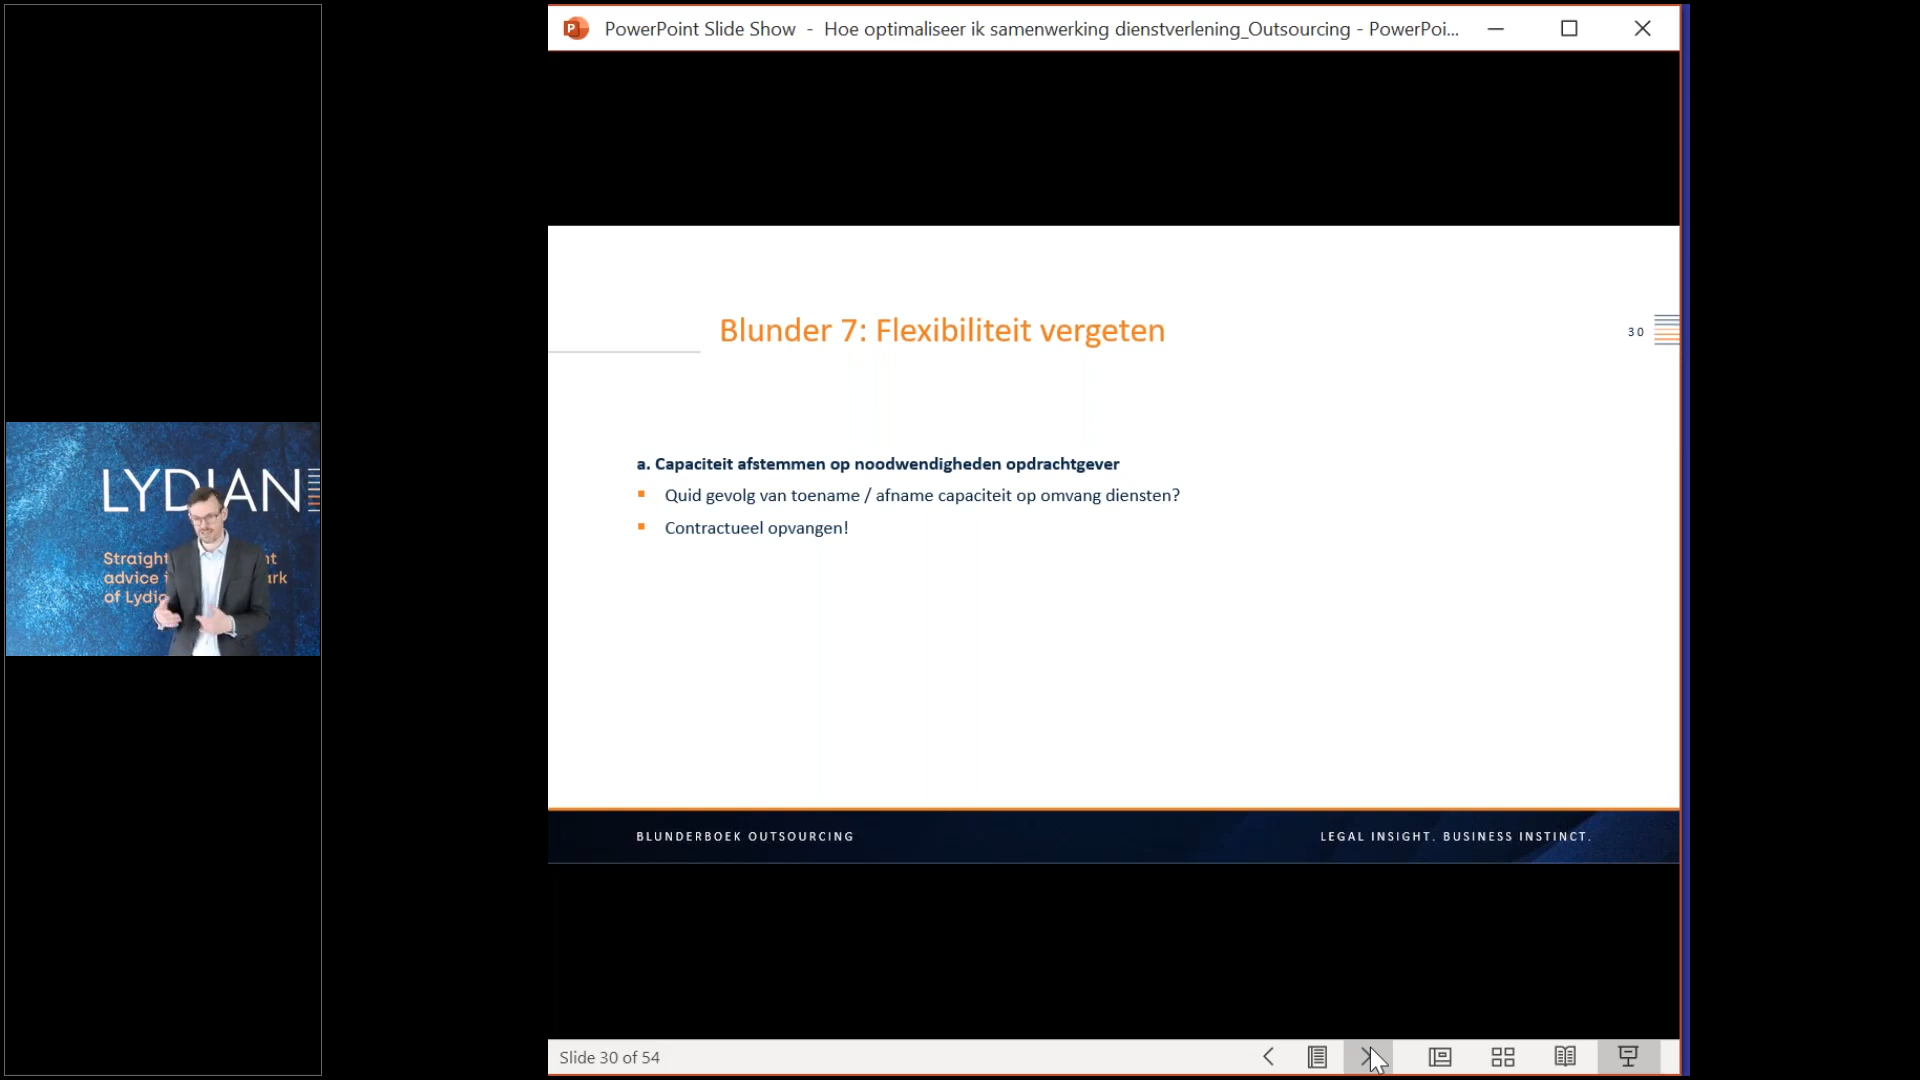 PowerPoint Slide Show - Hoe optimaliseer ik samenwerking dienstverlening_Outsourcing - PowerPoi...
Blunder 7: Flexibiliteit vergeten
30
a. Capaciteit afstemmen op noodwendigheden opdrachtgever
Quid gevolg van toename / afname capaciteit op omvang diensten?
Contractueel opvangen!
LYDIAN
Straight
advice
of Lydia
BLUNDERBOEK OUTSOURCING
LEGAL INSIGHT. BUSINESS INSTINCT.
Slide 30 of 54